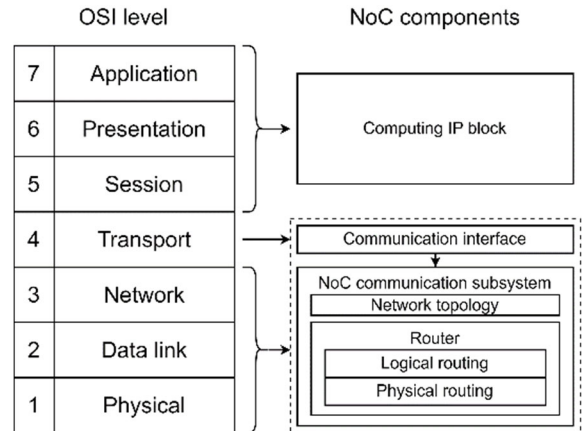 OSI level
NoC components
7 Application
6 Presentation
5 Session
4 Transport
3 Network
2 Data link
1 Physical
Computing IP block
Communication interface
NoC communication subsystem
Network topology
Router
Logical routing
Physical routing